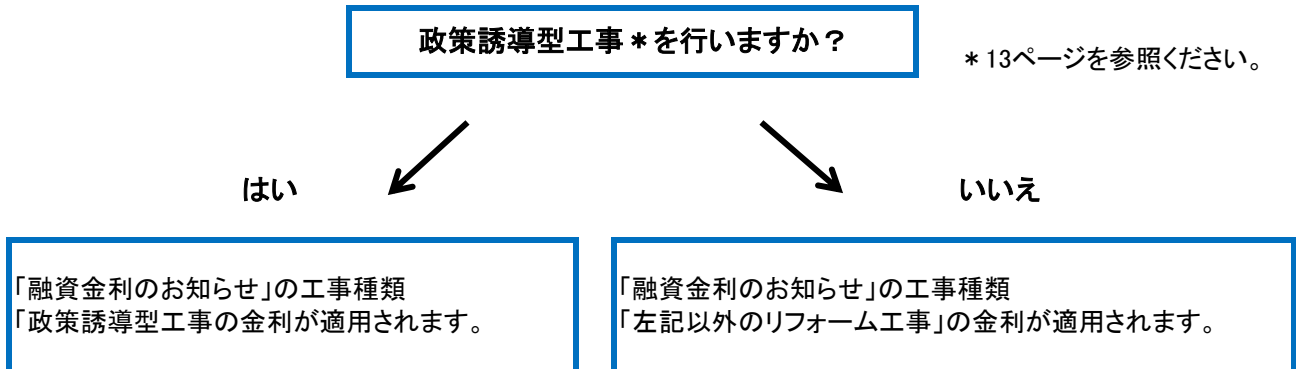 政策誘導型工事＊を行いますか？
＊13ページを参照ください。
はい
いいえ
「融資金利のお知らせ」の工事種類
「政策誘導型工事の金利が適用されます。
「融資金利のお知らせ」の工事種類
「左記以外のリフォーム工事」の金利が適用されます。